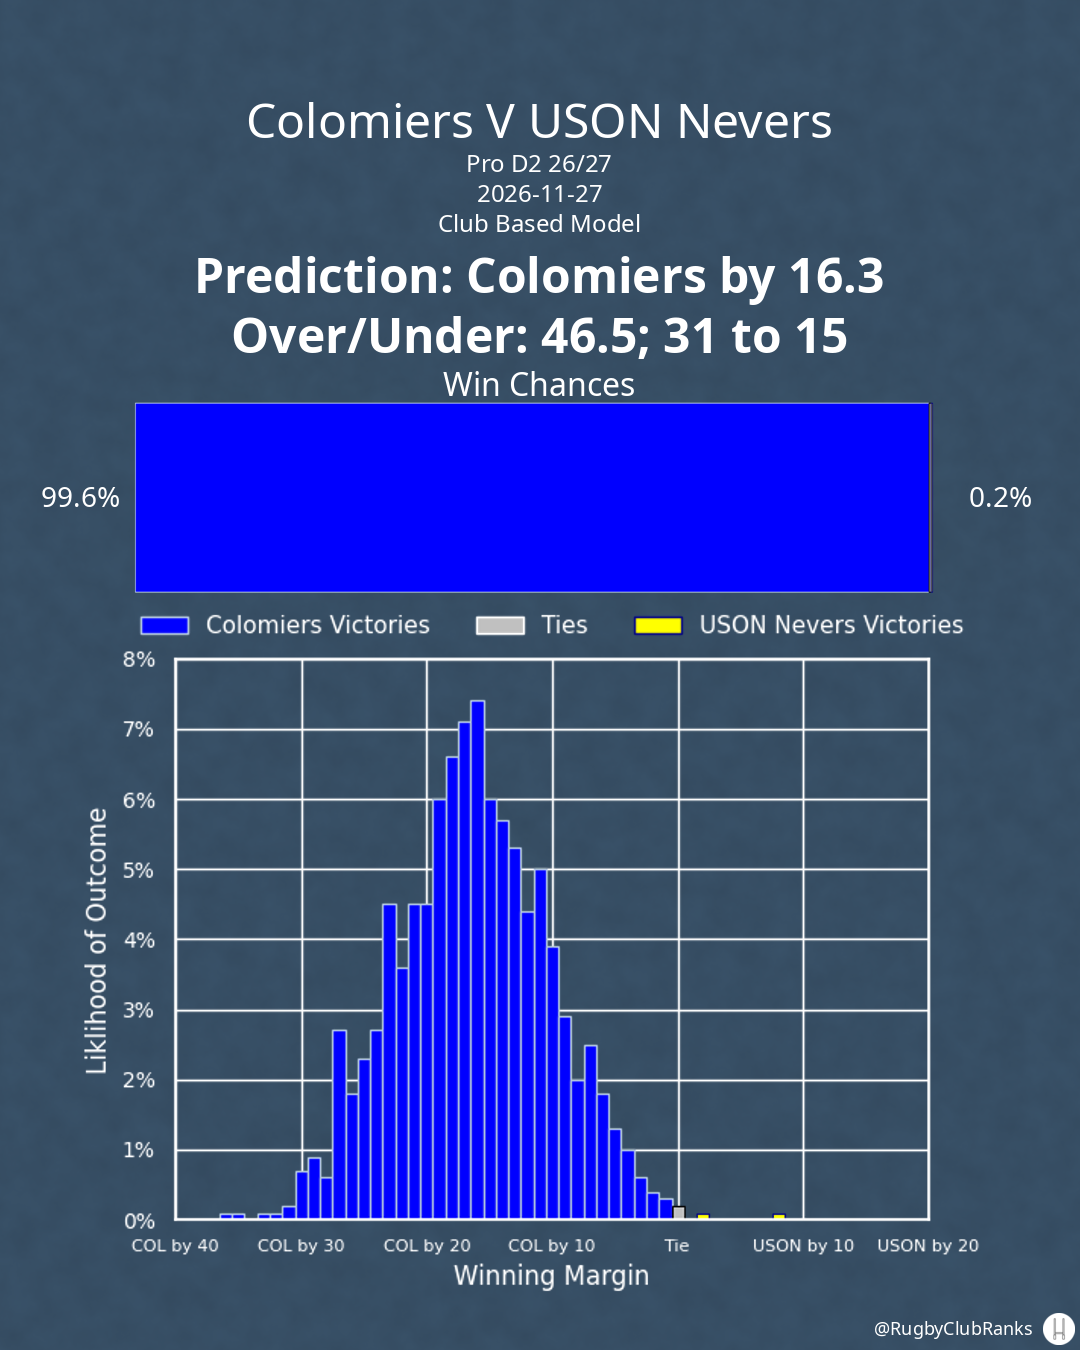 Colomiers V USON Nevers
Pro D2 26/27
2026-11-27
Club Based Model
Prediction: Colomiers by 16.3
Over/Under: 46.5; 31 to 15
Win Chances
99.6%
0.2%
Colomiers Victories
Ties
USON Nevers Victories
8%
7%
6%
5%
4%
3%
2%
1%
0%
Liklihood of Outcome
COL by 40
COL by 30
COL by 20
COL by 10
Tie
USON by 10
USON by 20
Winning Margin
@RugbyClubRanks